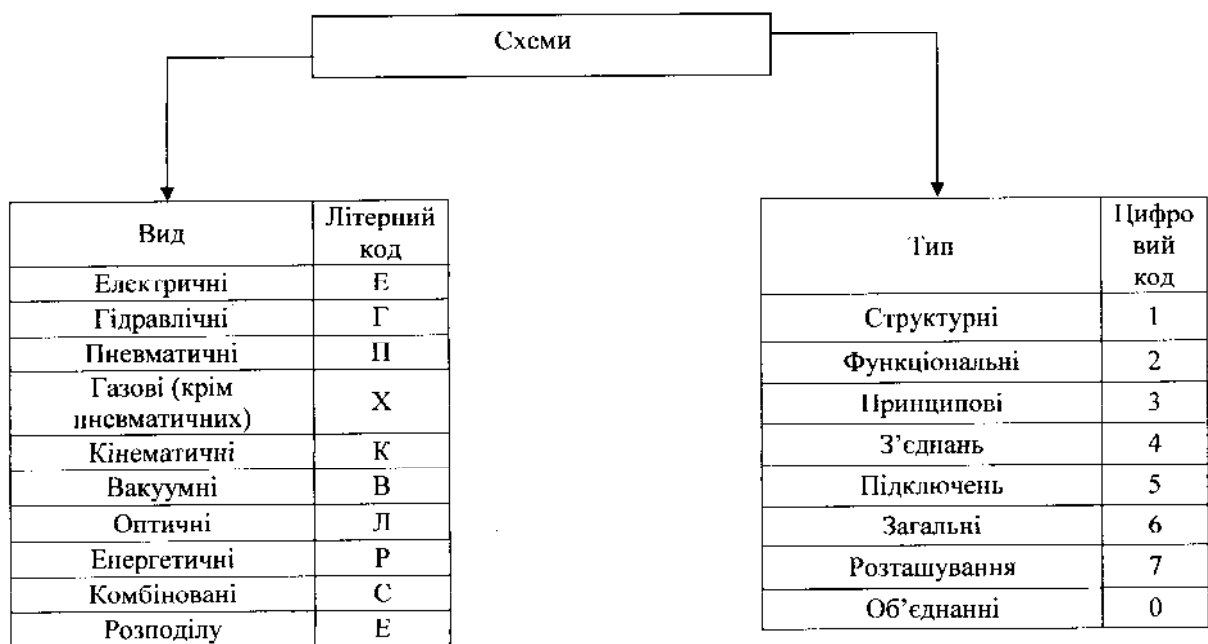 Схеми
Вид
Літерний
код
Електричні Е
Гідравлічні Г
Пневматичні П
Газові (крім
пневматичних) Х
Кінематичні К
Вакуумні В
Оптичні Л
Енергетичні Р
Комбіновані С
Розподілу Е
Тип
Цифро
вий
код
Структурні 1
Функціональні 2
Принципові 3
З’єднань 4
Підключень 5
Загальні 6
Розташування 7
Об’єднанні 0